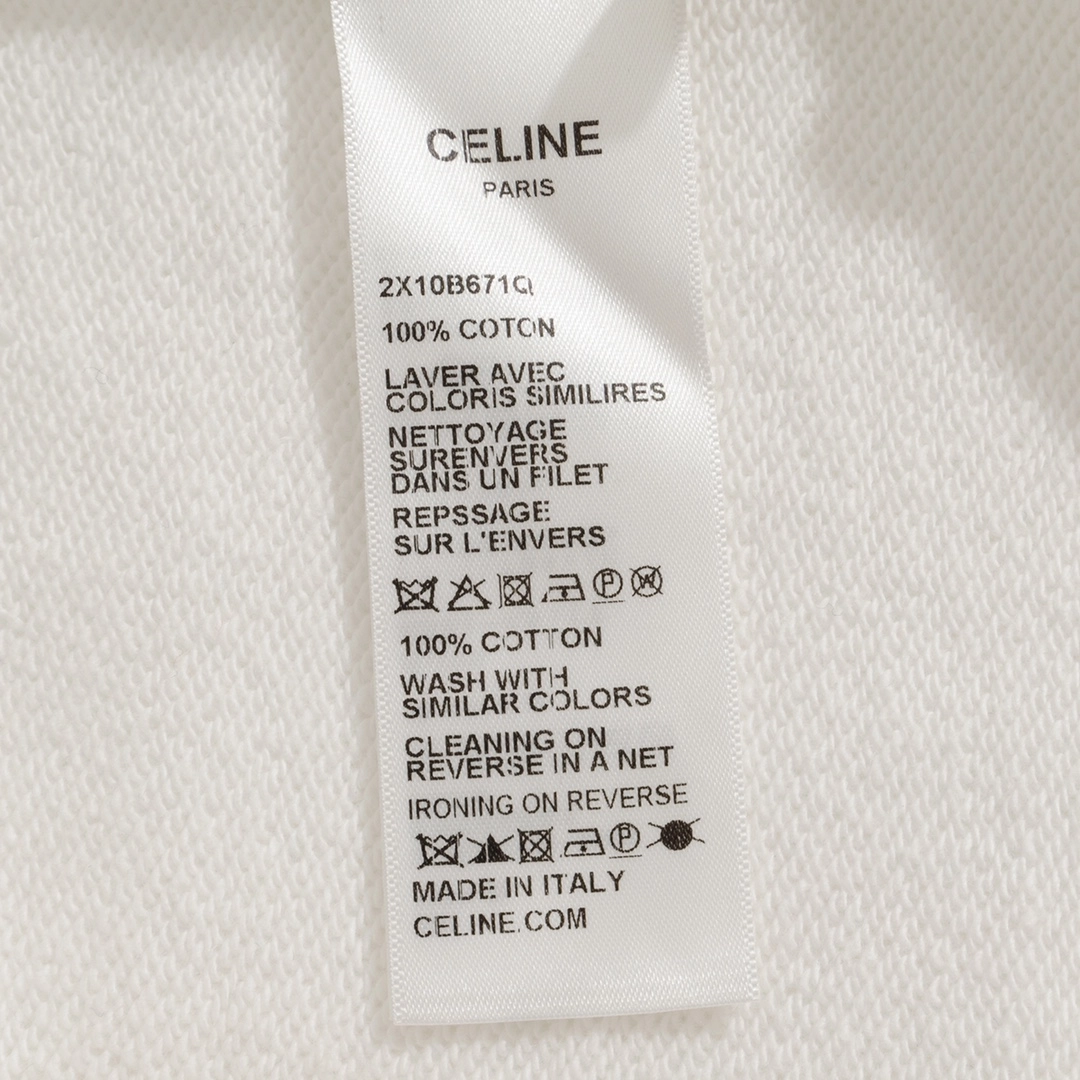 CELINE
PARIS
2X10B671Q
100% COTON
LAVER AVEC
COLORIS SIMILIRES
NETTOYAGE
SURENVERS
DANS UN FILET
REPSSAGE
SUR L'ENVERS
100% COTTON
WASH WITH
SIMILAR COLORS
CLEANING ON
REVERSE IN A NET
IRONING ON REVERSE
MADE IN ITALY
CELINE.COM